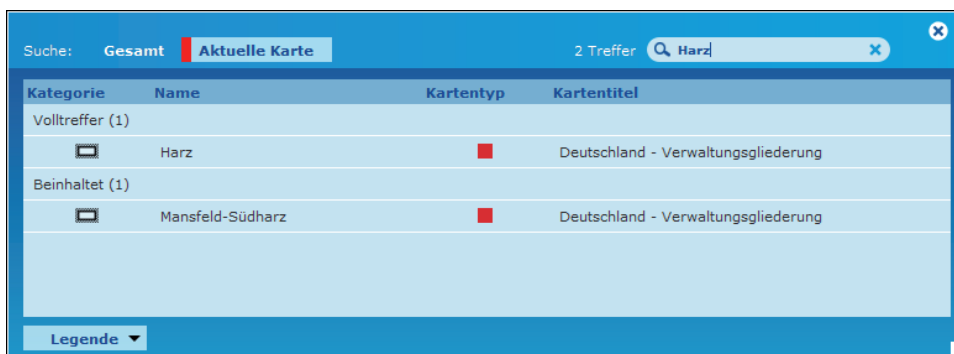 Suche: Gesamt Aktuelle Karte 2 Treffer Harz
Kategorie Name Kartentyp Kartentitel
Volltreffer (1)
Harz Deutschland - Verwaltungsgliederung
Beinhaltet (1)
Mansfeld-Südharz Deutschland - Verwaltungsgliederung
Legende